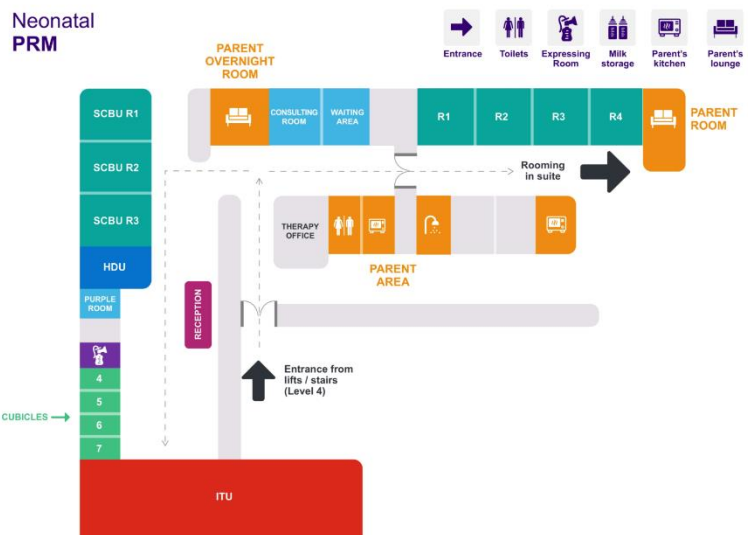 Neonatal
PRM
Entrance
Toilets
Expressing
Room
Milk
storage
Parent's
kitchen
Parent's
lounge
PARENT
OVERNIGHT
ROOM
SCBU R1
CONSULTING
ROOM
WAITING
AREA
R1
R2
R3
R4
PARENT
ROOM
SCBU R2
Rooming
in suite
SCBU R3
THERAPY
OFFICE
HDU
PARENT
AREA
PURPLE
ROOM
RECEPTION
Entrance from
lifts / stairs
(Level 4)
4
5
CUBICLES
6
7
ITU